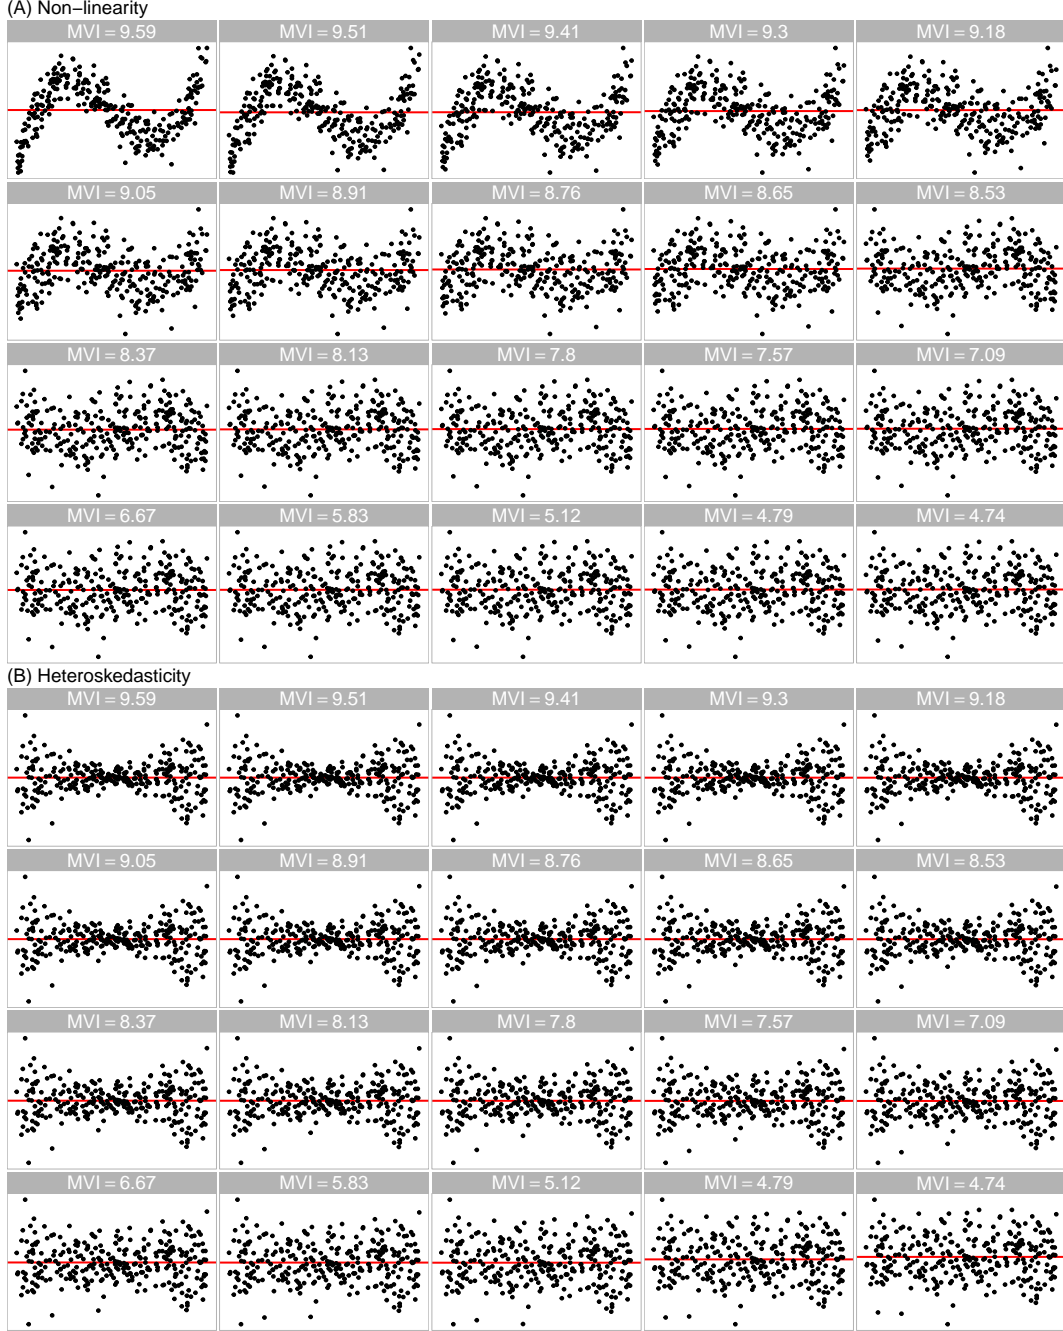 (A) Non−linearity
MVI = 9.59 MVI = 9.51 MVI = 9.41 MVI = 9.3 MVI = 9.18
MVI = 9.05 MVI = 8.91 MVI = 8.76 MVI = 8.65 MVI = 8.53
MVI = 8.37 MVI = 8.13 MVI = 7.8 MVI = 7.57 MVI = 7.09
MVI = 6.67 MVI = 5.83 MVI = 5.12 MVI = 4.79 MVI = 4.74
(B) Heteroskedasticity
MVI = 9.59 MVI = 9.51 MVI = 9.41 MVI = 9.3 MVI = 9.18
MVI = 9.05 MVI = 8.91 MVI = 8.76 MVI = 8.65 MVI = 8.53
MVI = 8.37 MVI = 8.13 MVI = 7.8 MVI = 7.57 MVI = 7.09
MVI = 6.67 MVI = 5.83 MVI = 5.12 MVI = 4.79 MVI = 4.74